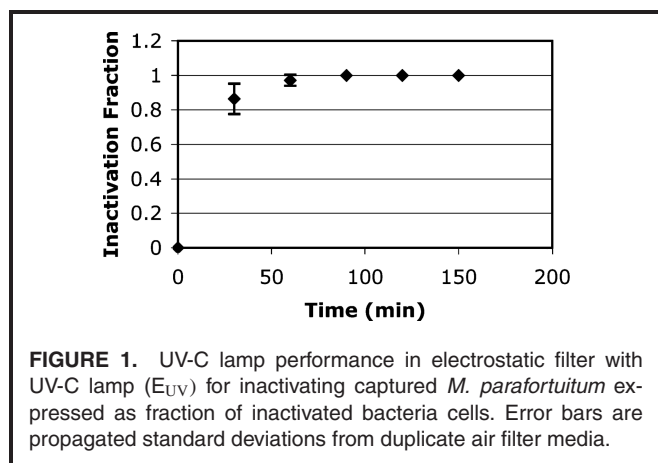 Inactivation Fraction
1.2
1
0.8
0.6
0.4
0.2
0
0 50 100 150 200
Time (min)
FIGURE 1. UV-C lamp performance in electrostatic filter with
UV-C lamp (EUV) for inactivating captured M. parafortuitum ex-
pressed as fraction of inactivated bacteria cells. Error bars are
propagated standard deviations from duplicate air filter media.